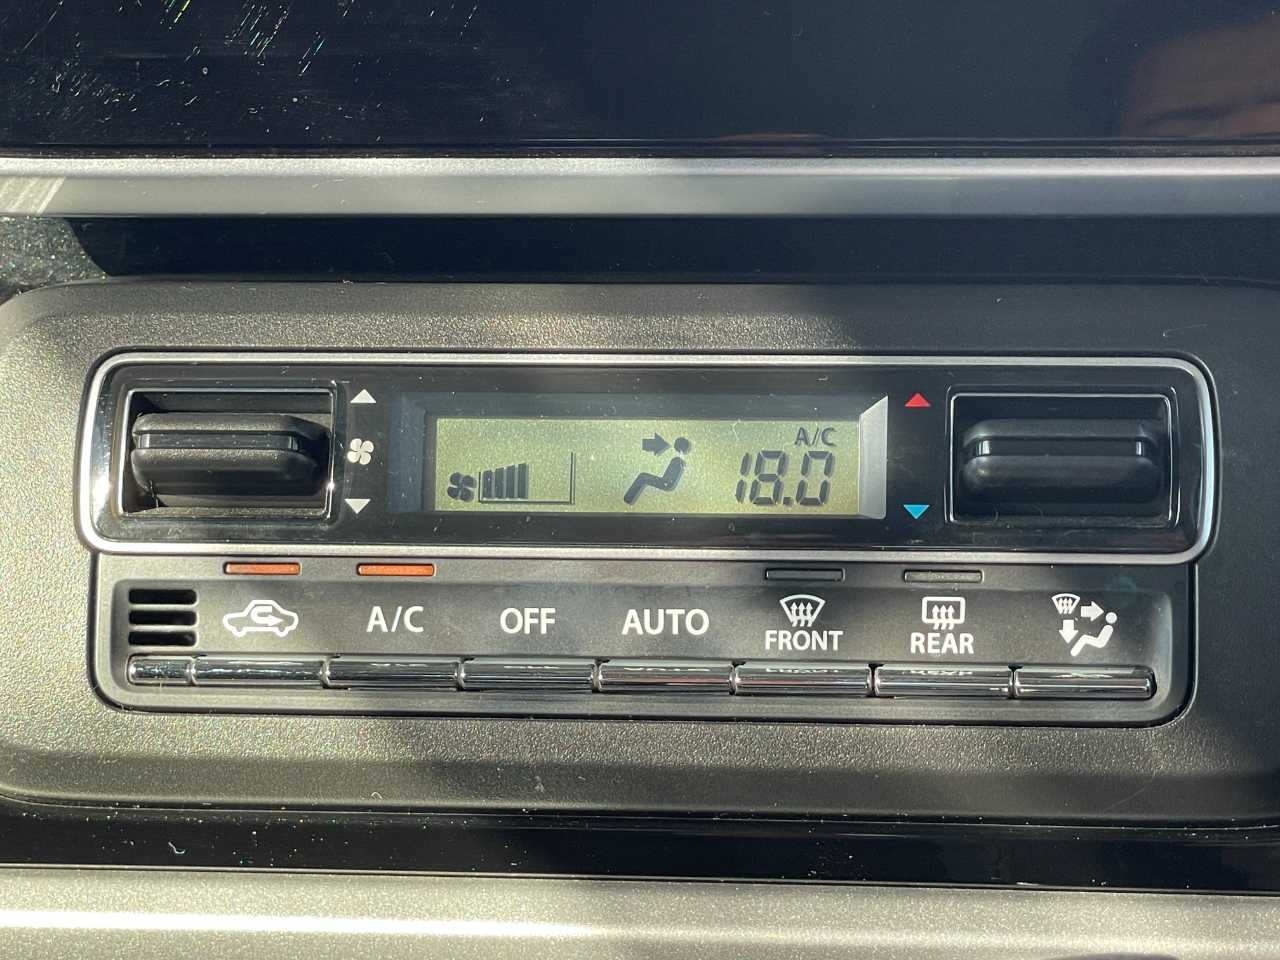 A/C
18.0
A/C OFF AUTO FRONT REAR